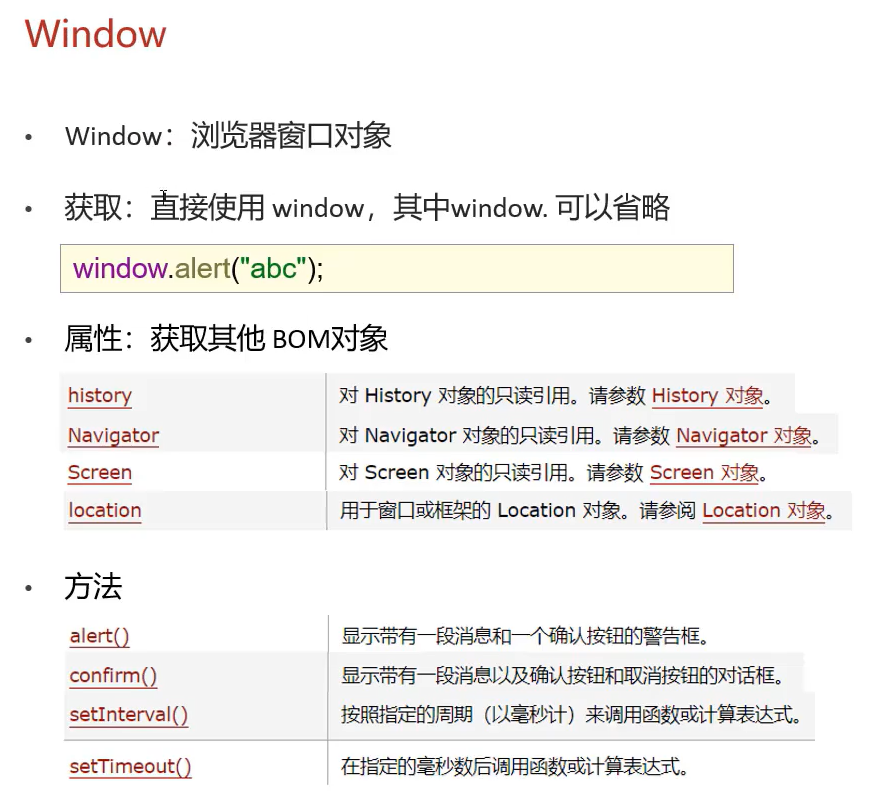 Window
• Window：浏览器窗口对象
• 获取：直接使用 window，其中window. 可以省略
window.alert("abc");
• 属性：获取其他 BOM对象
history 对 History 对象的只读引用。请参数 History 对象。
Navigator 对 Navigator 对象的只读引用。请参数 Navigator 对象。
Screen 对 Screen 对象的只读引用。请参数 Screen 对象。
location 用于窗口或框架的 Location 对象。请参阅 Location 对象。
• 方法
alert() 显示带有一段消息和一个确认按钮的警告框。
confirm() 显示带有一段消息以及确认按钮和取消按钮的对话框。
setInterval() 按照指定的周期（以毫秒计）来调用函数或计算表达式。
setTimeout() 在指定的毫秒数后调用函数或计算表达式。